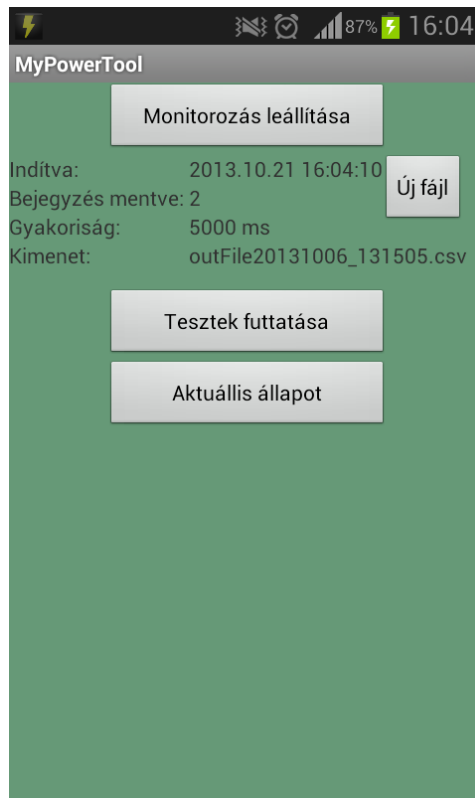 87% 16:04
MyPowerTool
Monitorozás leállítása
Indítva: 2013.10.21 16:04:10
Bejegyzés mentve: 2
Új fájl
Gyakoriság: 5000 ms
Kimenet: outFile20131006_131505.csv
Tesztek futtatása
Aktuállis állapot